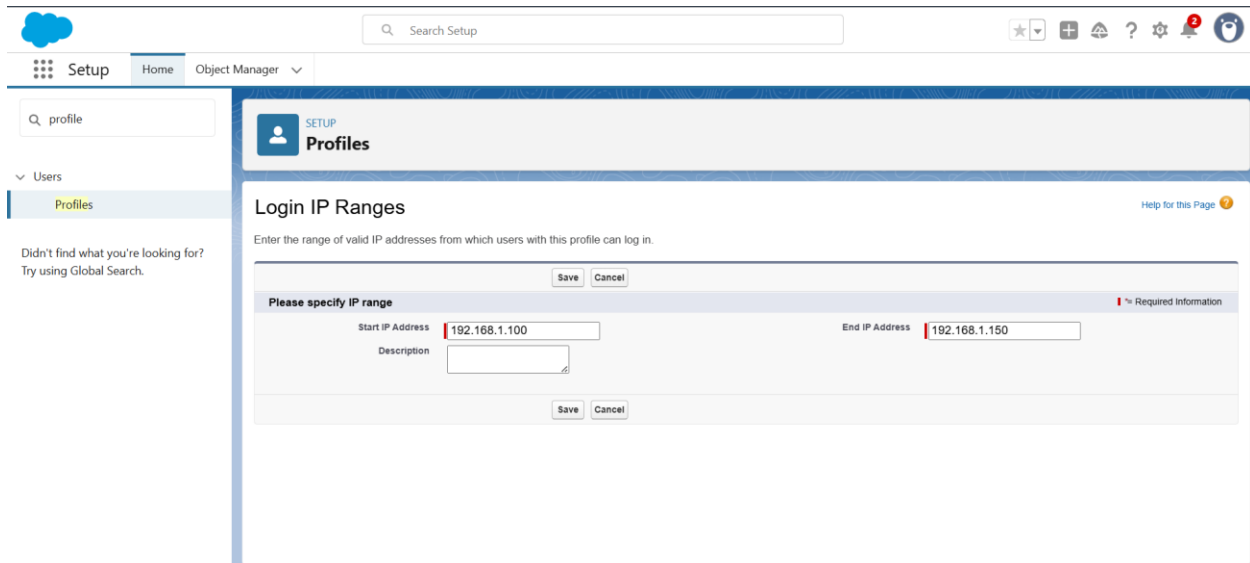 Search Setup
2
Setup
Home
Object Manager
profile
Users
Profiles
Didn't find what you're looking for?
Try using Global Search.
SETUP
Profiles
Login IP Ranges
Help for this Page ?
Enter the range of valid IP addresses from which users with this profile can log in.
Save Cancel
Please specify IP range
= Required Information
Start IP Address 192.168.1.100
End IP Address 192.168.1.150
Description
Save Cancel